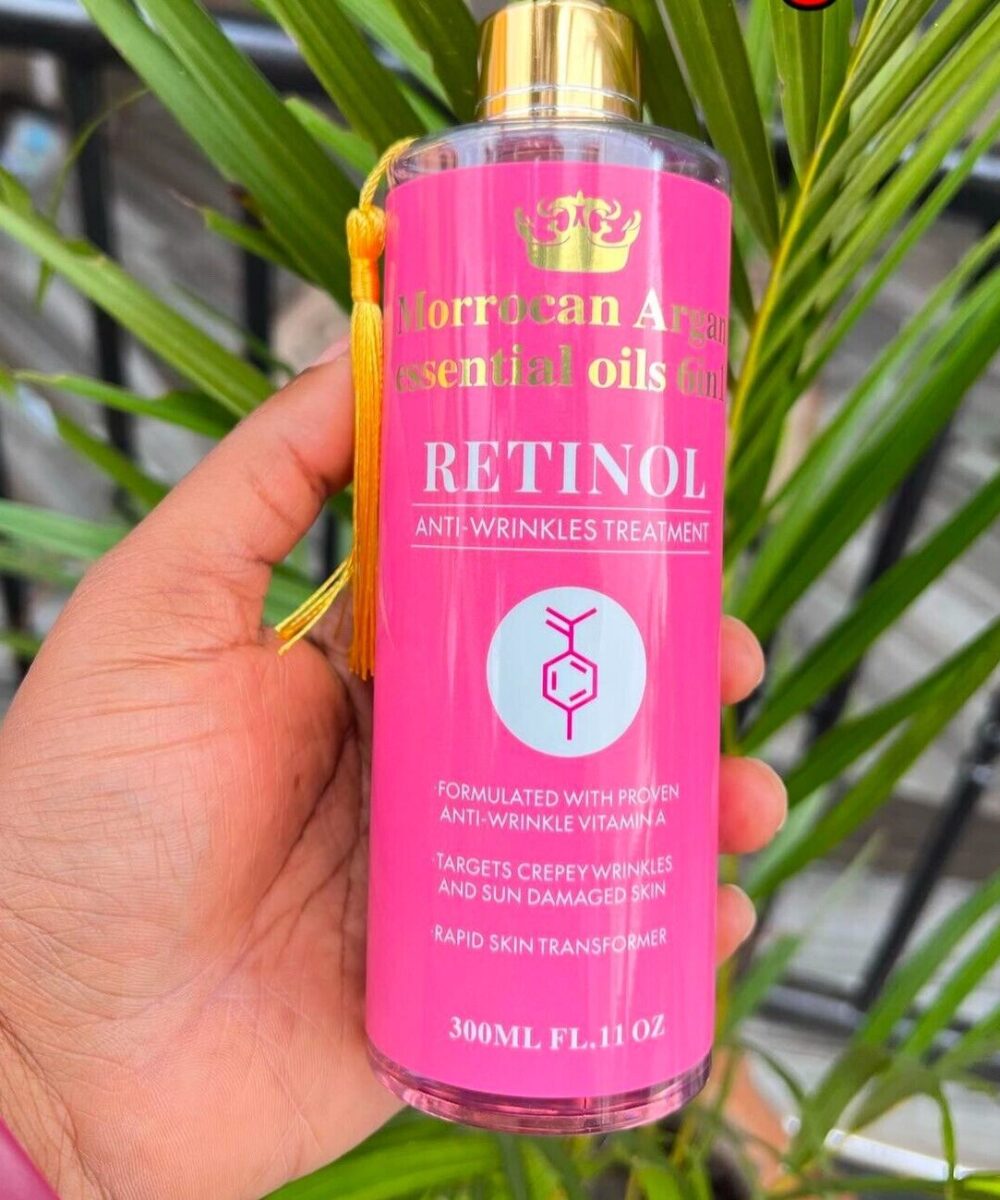 Morrocan Argan
essential oils 6in1
RETINOL
ANTI-WRINKLES TREATMENT
·FORMULATED WITH PROVEN
ANTI-WRINKLE VITAMIN A
·TARGETS CREPEY WRINKLES
AND SUN DAMAGED SKIN
·RAPID SKIN TRANSFORMER
300ML FL.11 OZ